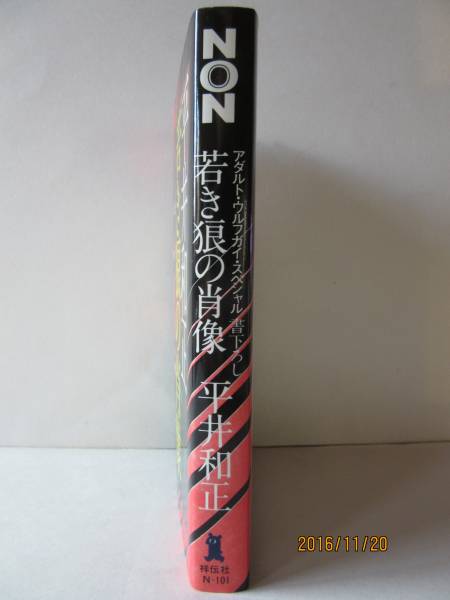 NON
アダルト・ウルフガイ・スペシャル 書下ろし
若き狼の肖像 平井和正
祥伝社
N-101
2016/11/20